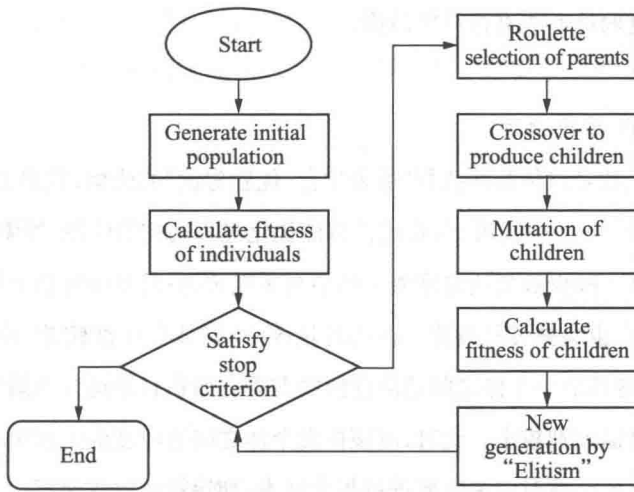 Start
Generate initial
population
Calculate fitness
of individuals
Satisfy
stop
criterion
End
Roulette
selection of parents
Crossover to
produce children
Mutation of
children
Calculate
fitness of children
New
generation by
“Elitism”